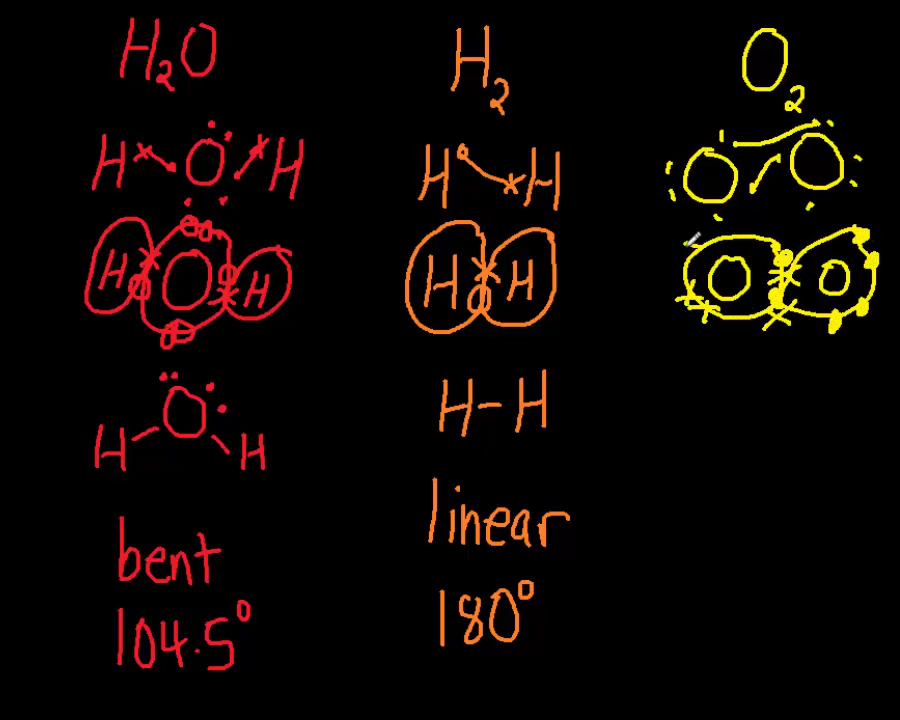 H2O
H O H
H O H
H O H
bent
104.5°
H2
H H
H H
H-H
linear
180°
O2
O O
O O